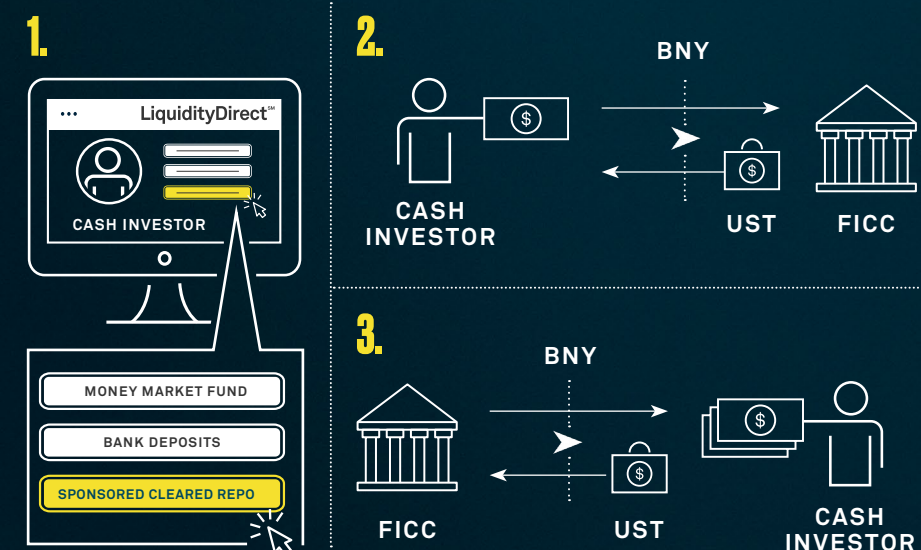 1.
LiquidityDirect℠
CASH INVESTOR
MONEY MARKET FUND
BANK DEPOSITS
SPONSORED CLEARED REPO
2.
BNY
$
$
CASH
INVESTOR
UST
FICC
3.
BNY
$
$
FICC
UST
CASH
INVESTOR